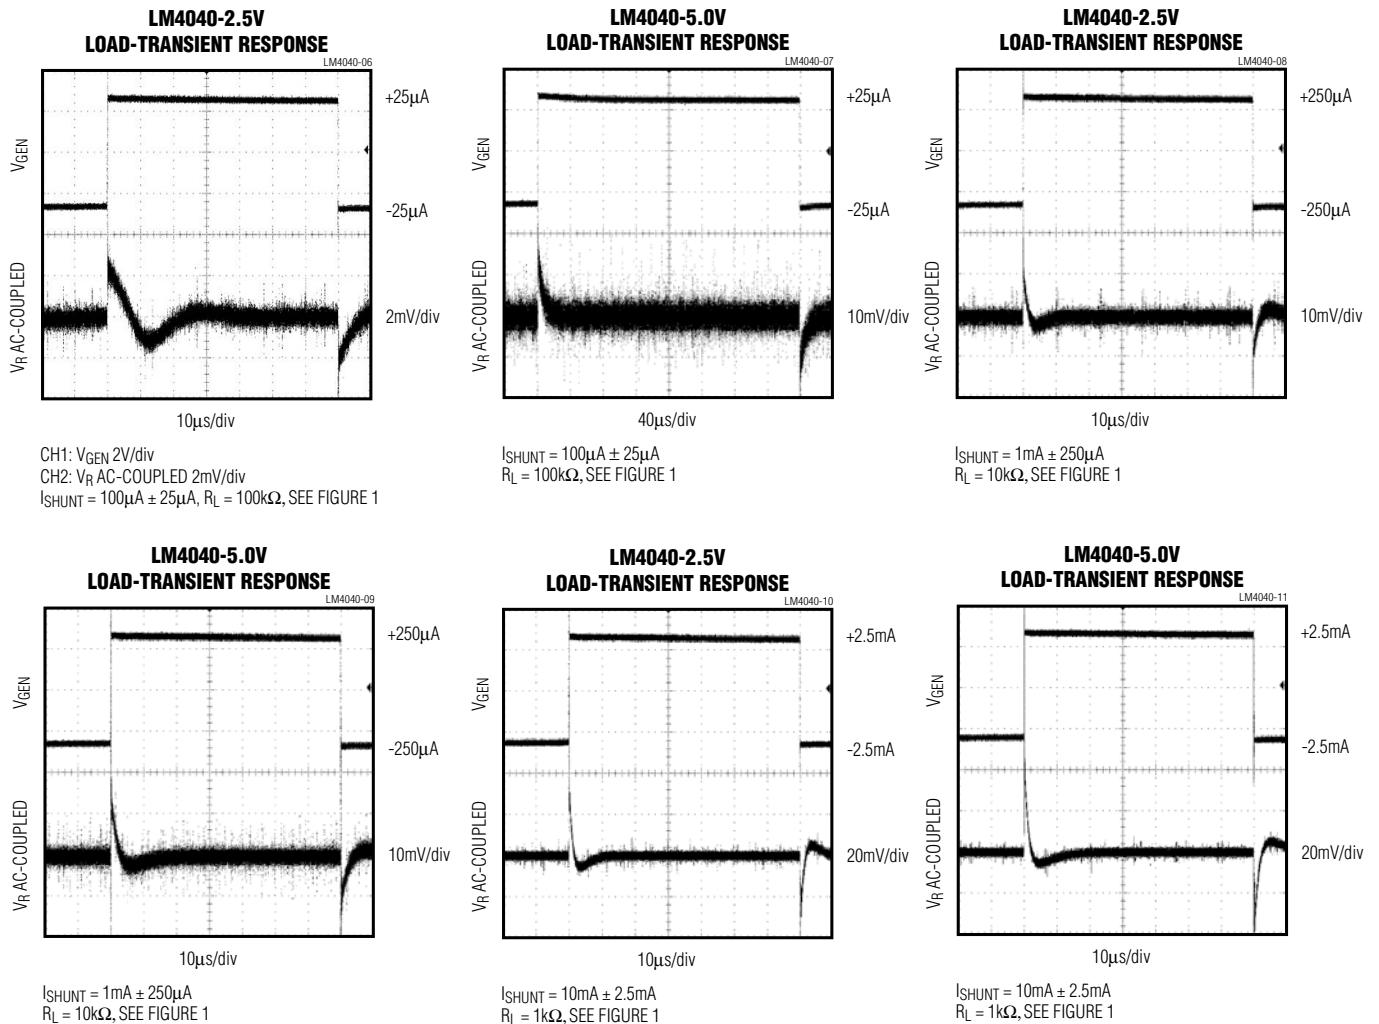 LM4040-2.5V
LOAD-TRANSIENT RESPONSE
LM4040-06
+25µA
VGEN
-25µA
VR AC-COUPLED
2mV/div
10µs/div
CH1: VGEN 2V/div
CH2: VR AC-COUPLED 2mV/div
ISHUNT = 100µA ± 25µA, RL = 100kΩ, SEE FIGURE 1
LM4040-5.0V
LOAD-TRANSIENT RESPONSE
LM4040-07
+25µA
VGEN
-25µA
VR AC-COUPLED
10mV/div
40µs/div
ISHUNT = 100µA ± 25µA
RL = 100kΩ, SEE FIGURE 1
LM4040-2.5V
LOAD-TRANSIENT RESPONSE
LM4040-08
+250µA
VGEN
-250µA
VR AC-COUPLED
10mV/div
10µs/div
ISHUNT = 1mA ± 250µA
RL = 10kΩ, SEE FIGURE 1
LM4040-5.0V
LOAD-TRANSIENT RESPONSE
LM4040-09
+250µA
VGEN
-250µA
VR AC-COUPLED
10mV/div
10µs/div
ISHUNT = 1mA ± 250µA
RL = 10kΩ, SEE FIGURE 1
LM4040-2.5V
LOAD-TRANSIENT RESPONSE
LM4040-10
+2.5mA
VGEN
-2.5mA
VR AC-COUPLED
20mV/div
10µs/div
ISHUNT = 10mA ± 2.5mA
RL = 1kΩ, SEE FIGURE 1
LM4040-5.0V
LOAD-TRANSIENT RESPONSE
LM4040-11
+2.5mA
VGEN
-2.5mA
VR AC-COUPLED
20mV/div
10µs/div
ISHUNT = 10mA ± 2.5mA
RL = 1kΩ, SEE FIGURE 1